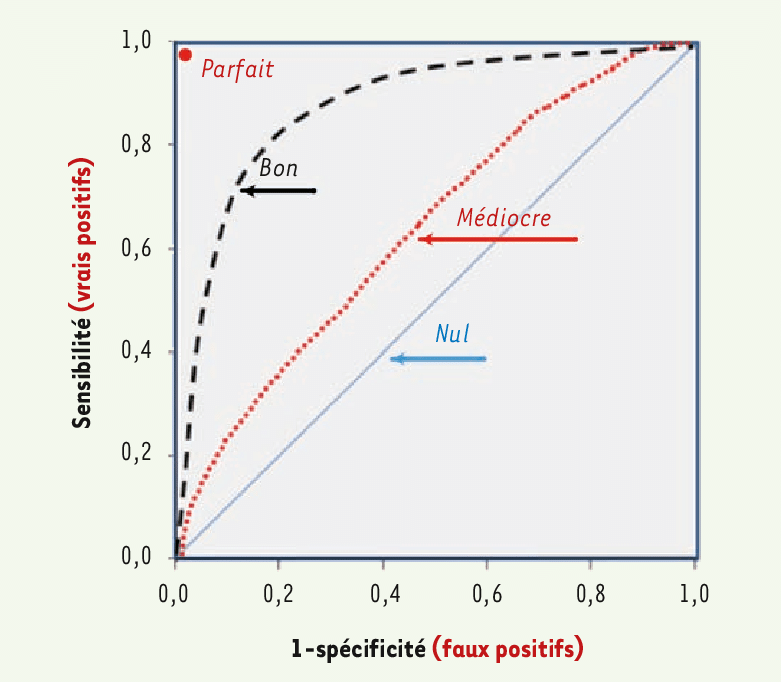 1,0
Parfait
0,8
Bon
Médiocre
0,6
Nul
0,4
0,2
0,0
Sensibilité (vrais positifs)
0,0 0,2 0,4 0,6 0,8 1,0
1-spécificité (faux positifs)